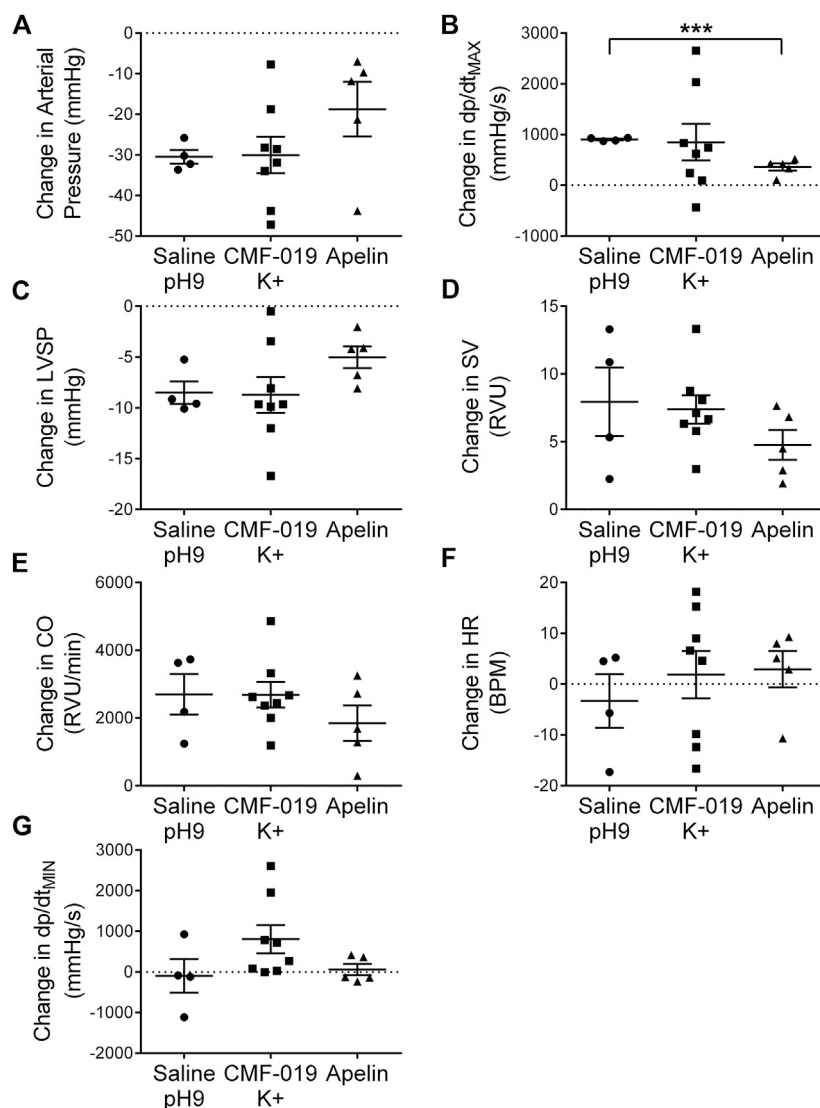 A
Change in Arterial
Pressure (mmHg)
0
-10
-20
-30
-40
-50
Saline
pH9
CMF-019
K+
Apelin
B
Change in dp/dtMAX
(mmHg/s)
3000
2000
1000
0
-1000
***
Saline
pH9
CMF-019
K+
Apelin
C
Change in LVSP
(mmHg)
0
-5
-10
-15
-20
Saline
pH9
CMF-019
K+
Apelin
D
Change in SV
(RVU)
15
10
5
0
Saline
pH9
CMF-019
K+
Apelin
E
Change in CO
(RVU/min)
6000
4000
2000
0
Saline
pH9
CMF-019
K+
Apelin
F
Change in HR
(BPM)
20
10
0
-10
-20
Saline
pH9
CMF-019
K+
Apelin
G
Change in dp/dtMIN
(mmHg/s)
3000
2000
1000
0
-1000
-2000
Saline
pH9
CMF-019
K+
Apelin